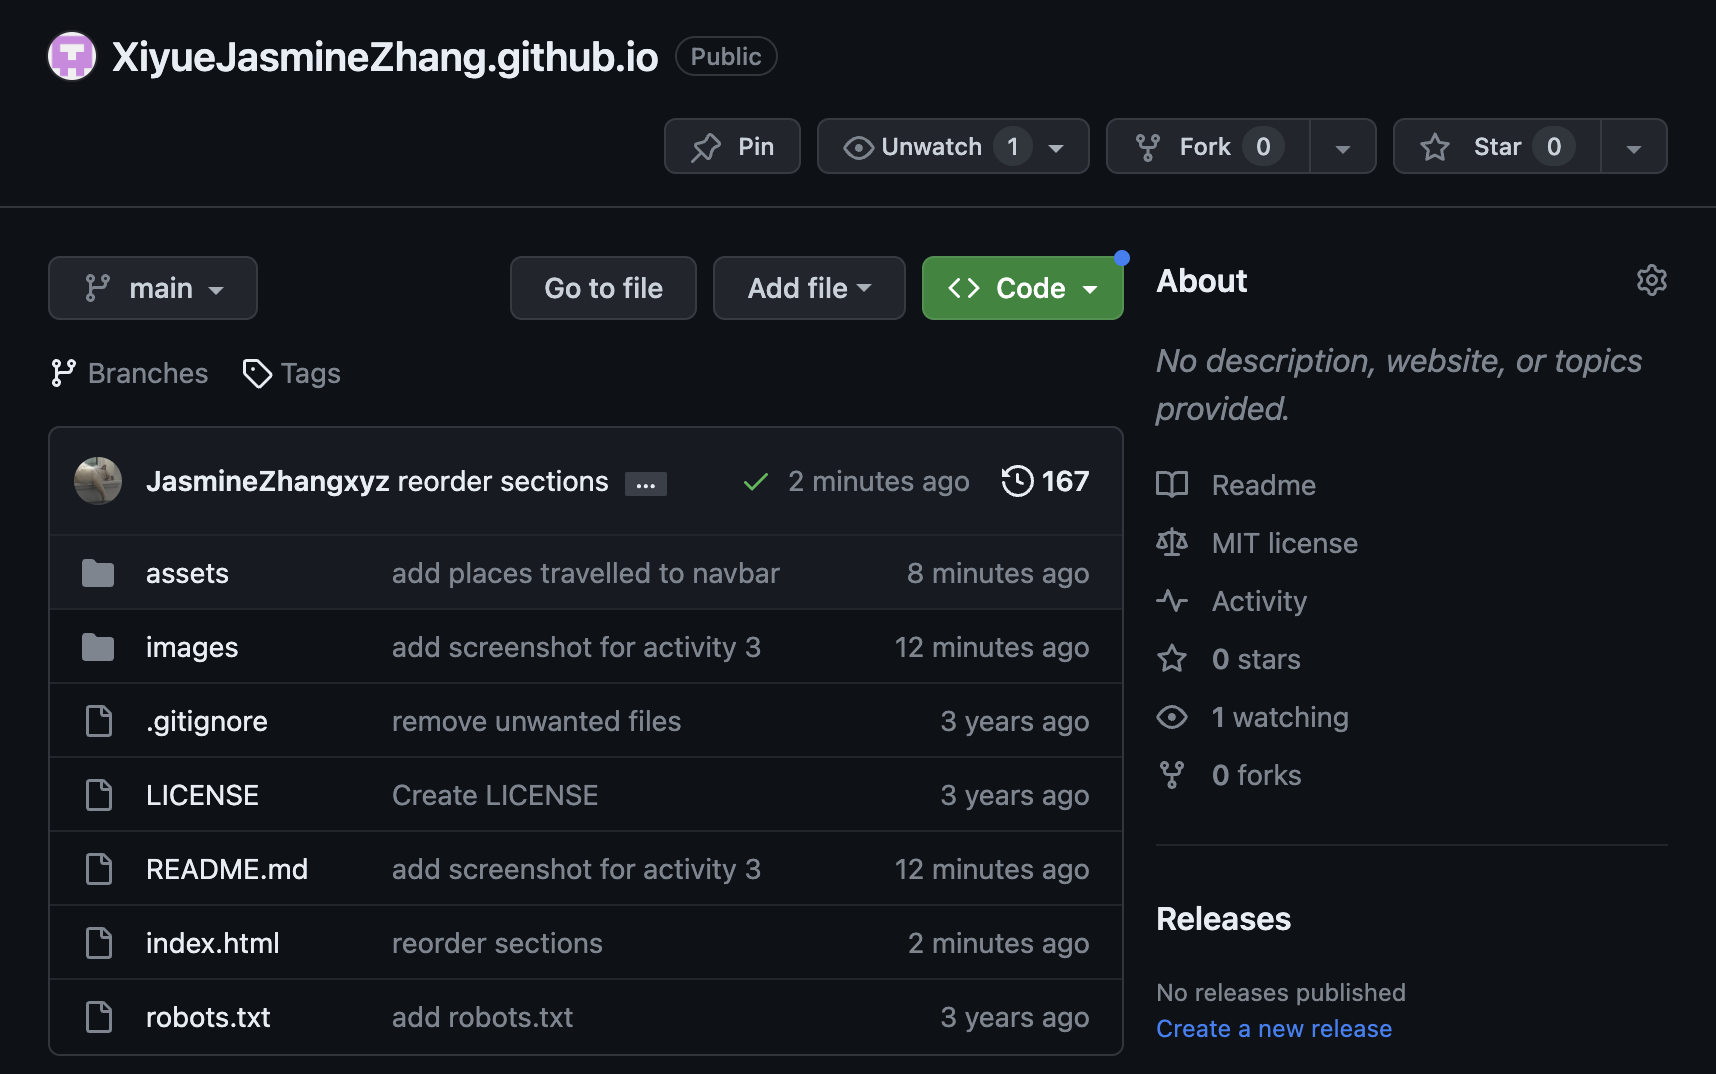 XiyueJasmineZhang.github.io Public
Pin Unwatch 1 Fork 0 Star 0
main Go to file Add file Code
Branches Tags
JasmineZhangxyz reorder sections ... 2 minutes ago 167
assets add places travelled to navbar 8 minutes ago
images add screenshot for activity 3 12 minutes ago
.gitignore remove unwanted files 3 years ago
LICENSE Create LICENSE 3 years ago
README.md add screenshot for activity 3 12 minutes ago
index.html reorder sections 2 minutes ago
robots.txt add robots.txt 3 years ago
About
No description, website, or topics
provided.
Readme
MIT license
Activity
0 stars
1 watching
0 forks
Releases
No releases published
Create a new release